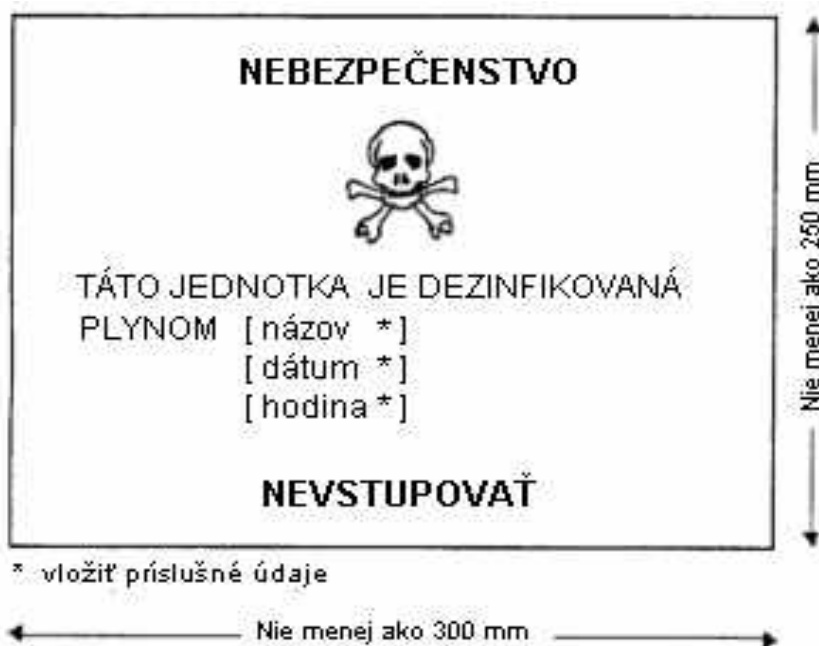 NEBEZPEČENSTVO
TÁTO JEDNOTKA JE DEZINFIKOVANÁ
PLYNOM [ názov * ]
[ dátum * ]
[ hodina * ]
NEVSTUPOVAŤ
* vložiť príslušné údaje
Nie menej ako 300 mm
Nie menej ako 250 mm